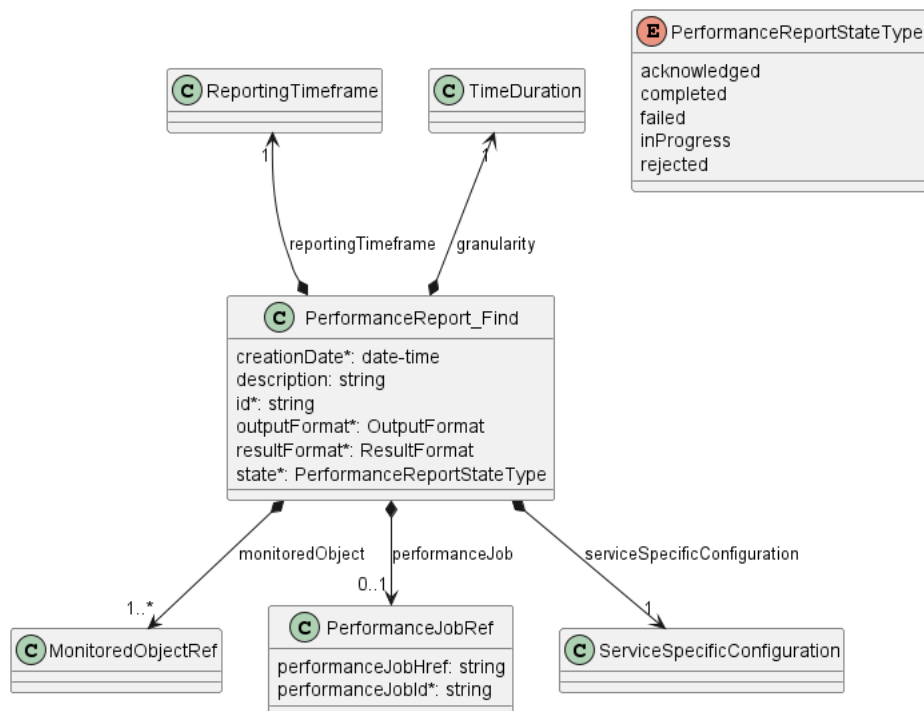 E PerformanceReportStateType
acknowledged
completed
failed
inProgress
rejected
C ReportingTimeframe
C TimeDuration
1
1
reportingTimeframe
granularity
C PerformanceReport_Find
creationDate*: date-time
description: string
id*: string
outputFormat*: OutputFormat
resultFormat*: ResultFormat
state*: PerformanceReportStateType
monitoredObject
performanceJob
serviceSpecificConfiguration
1..*
0..1
1
C MonitoredObjectRef
C PerformanceJobRef
performanceJobHref: string
performanceJobId*: string
C ServiceSpecificConfiguration